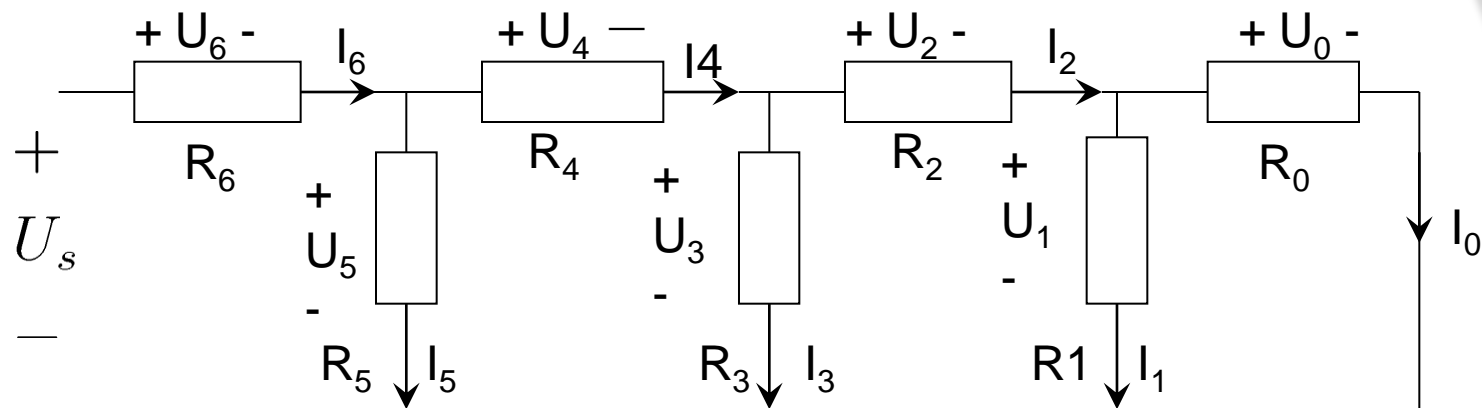 + U₆ -
I₆
+ U₄ —
I4
+ U₂ -
I₂
+ U₀ -
R₆
R₄
R₂
R₀
+
Uₛ
—
+
U₅
-
+
U₃
-
+
U₁
-
I₀
R₅
I₅
R₃
I₃
R1
I₁